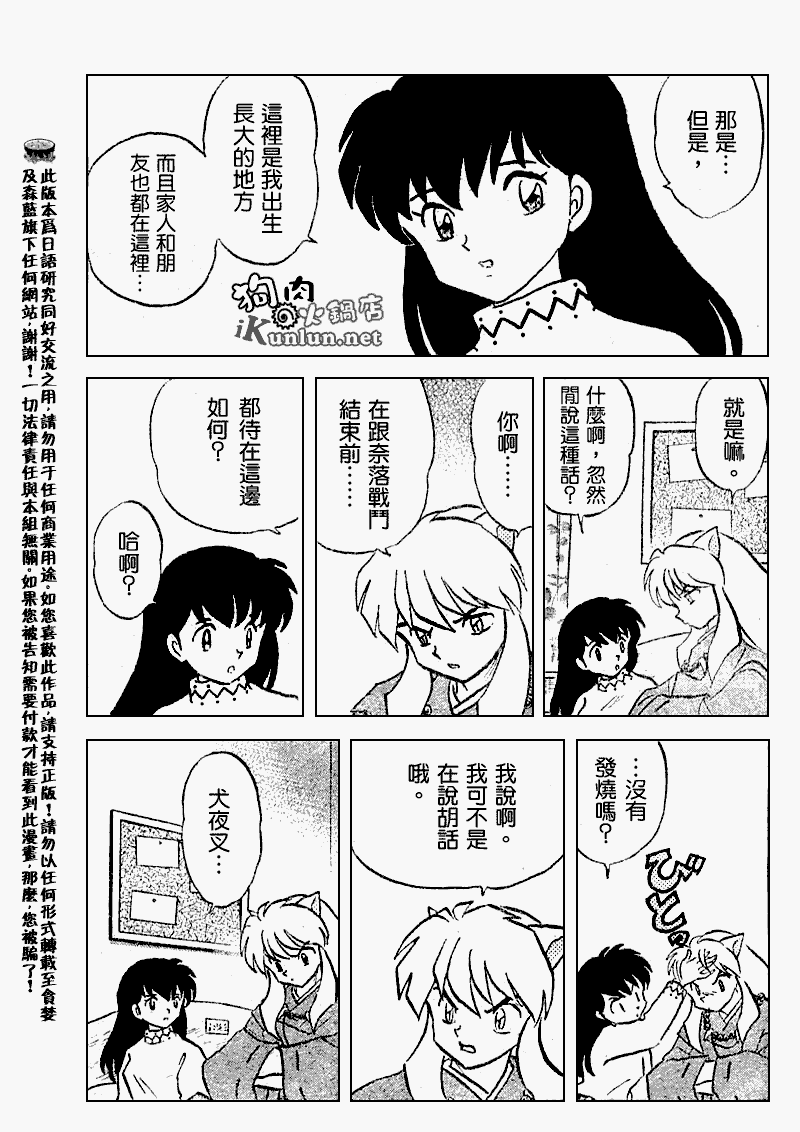 那是…
但是，
這裡是我出生
長大的地方
而且家人和朋
友也都在這裡…
狗肉火鍋店
iKunlun.net
就是嘛。
什麼啊，忽然
間說這種話？
你啊……
在跟奈落戰鬥
結束前……
都待在這邊
如何？
哈啊？
…沒有
發燒嗎？
びとっ
我說啊。
我可不是
在說胡話
哦。
犬夜叉…
此版本爲日語研究同好交流之用，請勿用于任何商業用途。如您喜歡此作品，請支持正版！請勿以任何形式轉載至貪婪
及森藍旗下任何網站，謝謝！一切法律責任與本組無關。如果您被告知需要付款才能看到此漫畫，那麼，您被騙了！